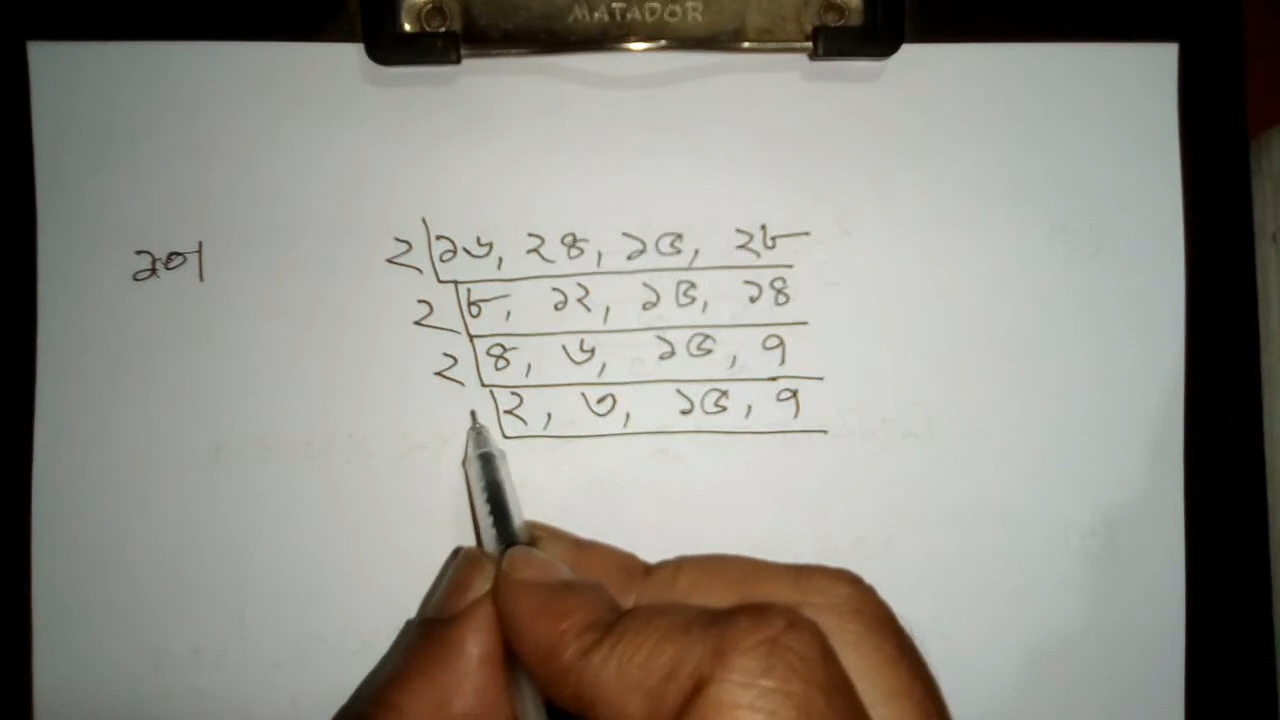 MATADOR
১০। ২ | ১৬, ২৪, ১৫, ২৮
২ | ৮, ১২, ১৫, ১৪
২ | ৪, ৬, ১৫, ৭
| ২, ৩, ১৫, ৭